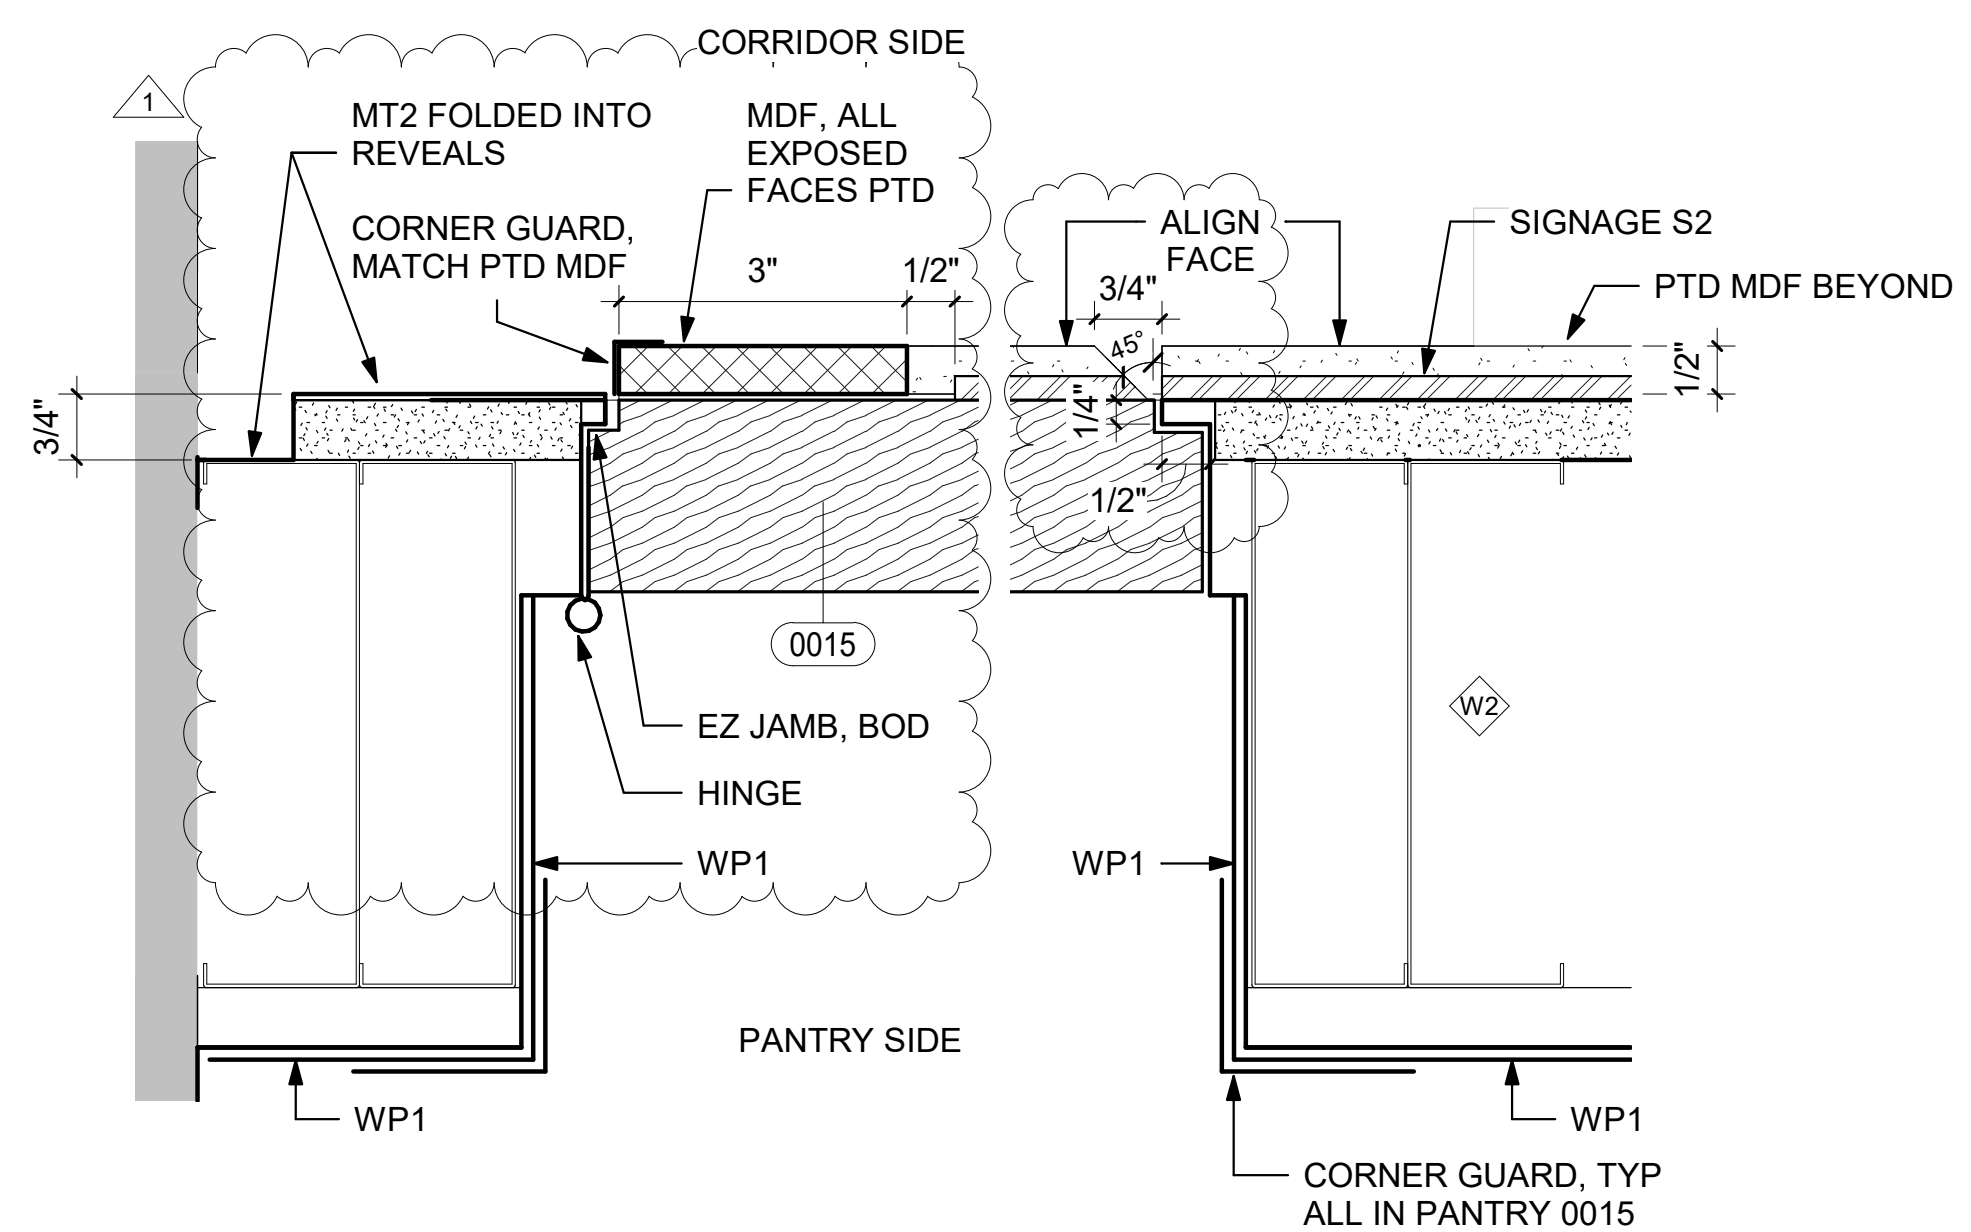 CORRIDOR SIDE
1
MT2 FOLDED INTO
REVEALS
MDF, ALL
EXPOSED
FACES PTD
CORNER GUARD,
MATCH PTD MDF
3"
1/2"
ALIGN
FACE
SIGNAGE S2
3/4"
PTD MDF BEYOND
45°
1/2"
3/4"
1/4"
1/2"
0015
W2
EZ JAMB, BOD
HINGE
WP1
WP1
PANTRY SIDE
WP1
WP1
CORNER GUARD, TYP
ALL IN PANTRY 0015